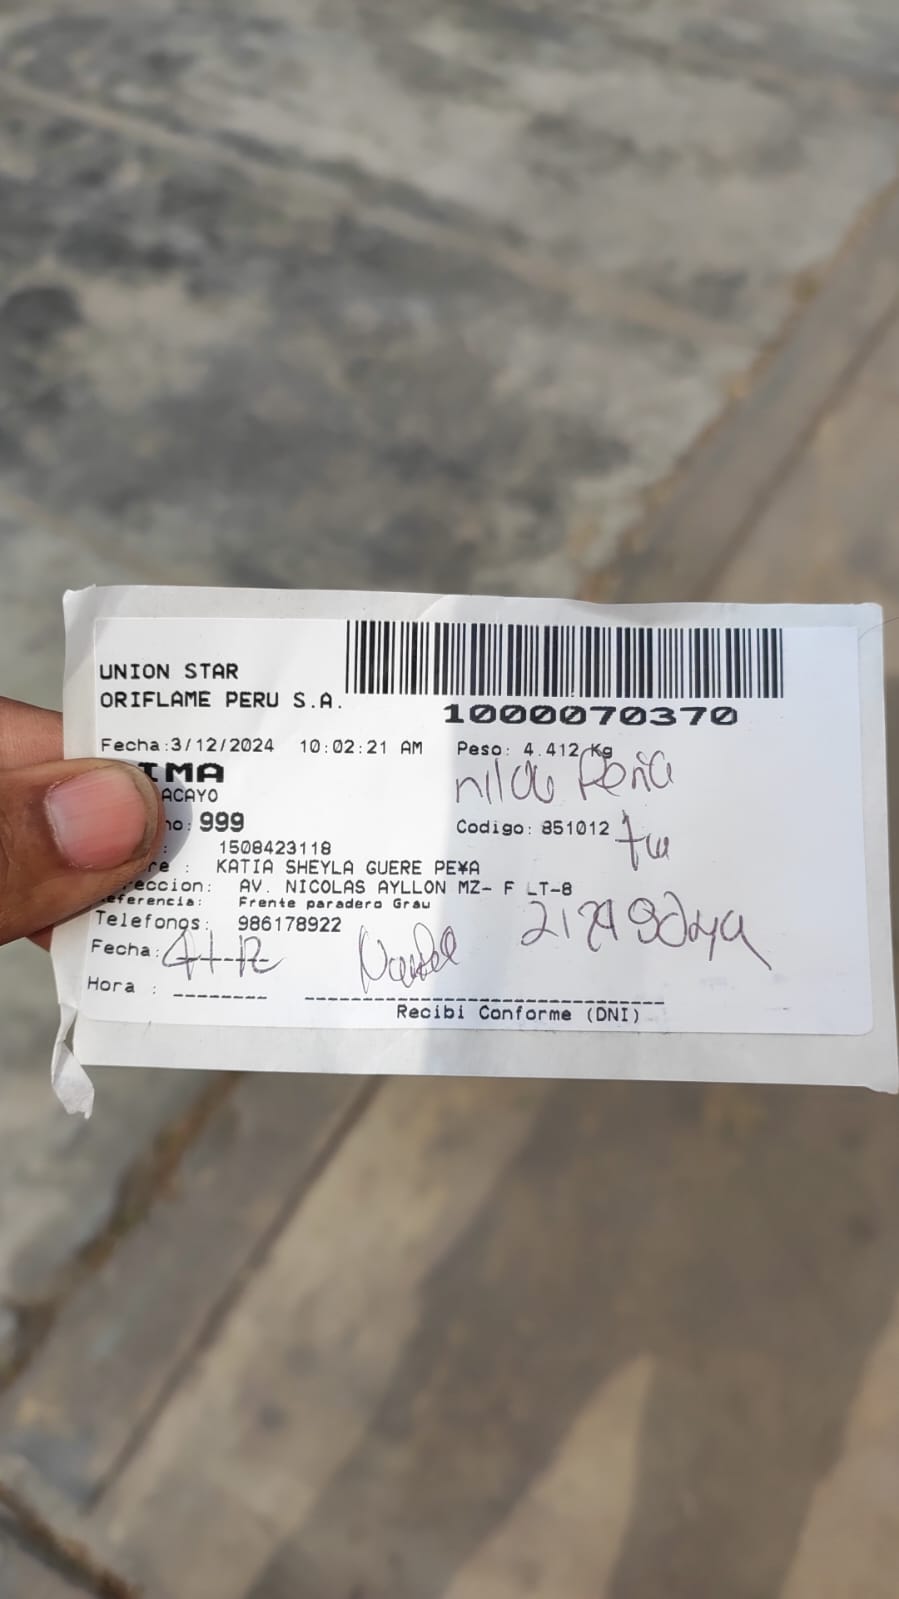 UNION STAR
ORIFLAME PERU S.A.
1000070370
Fecha:3/12/2024 10:02:21 AM Peso: 4.412 Kg
IMA
ACAYO
nilda Peña
no: 999 Codigo: 851012
: 1508423118
re : KATIA SHEYLA GUERE PE¥A
reccion: AV. NICOLAS AYLLON MZ- F LT-8
eferencia: Frente paradero Grau
Telefonos: 986178922
Fecha:
Hora :
Recibi Conforme (DNI)